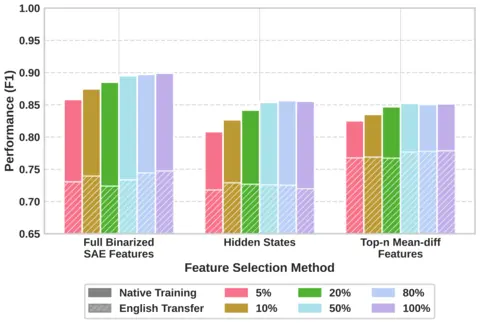 1.00
0.95
0.90
0.85
0.80
0.75
0.70
0.65
Performance (F1)
Full Binarized
SAE Features
Hidden States
Top-n Mean-diff
Features
Feature Selection Method
Native Training 5% 20% 80%
English Transfer 10% 50% 100%